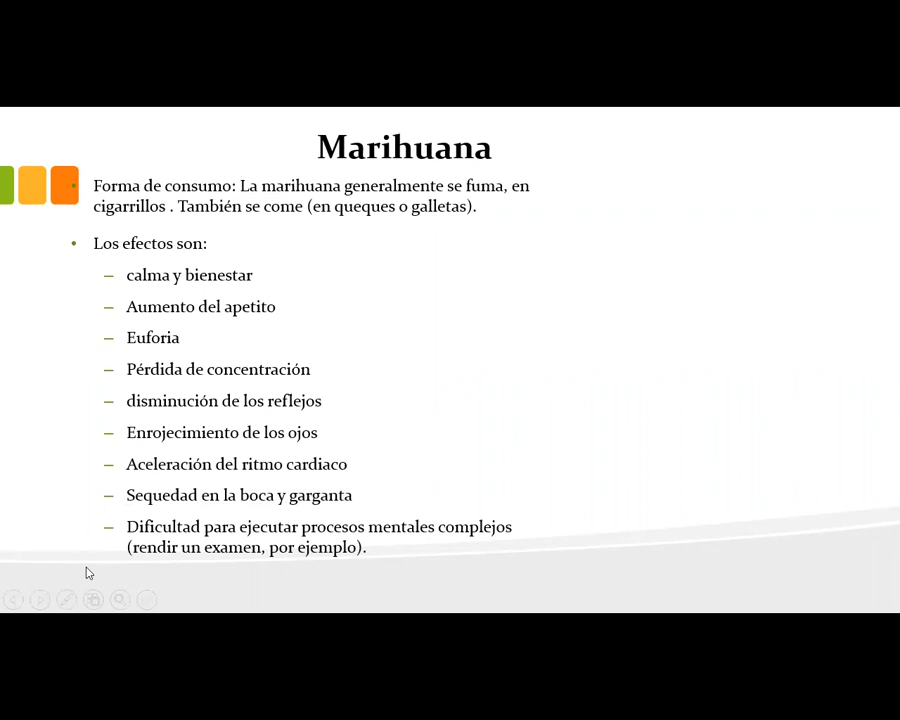 Marihuana
• Forma de consumo: La marihuana generalmente se fuma, en
cigarrillos . También se come (en queques o galletas).
• Los efectos son:
– calma y bienestar
– Aumento del apetito
– Euforia
– Pérdida de concentración
– disminución de los reflejos
– Enrojecimiento de los ojos
– Aceleración del ritmo cardiaco
– Sequedad en la boca y garganta
– Dificultad para ejecutar procesos mentales complejos
(rendir un examen, por ejemplo).